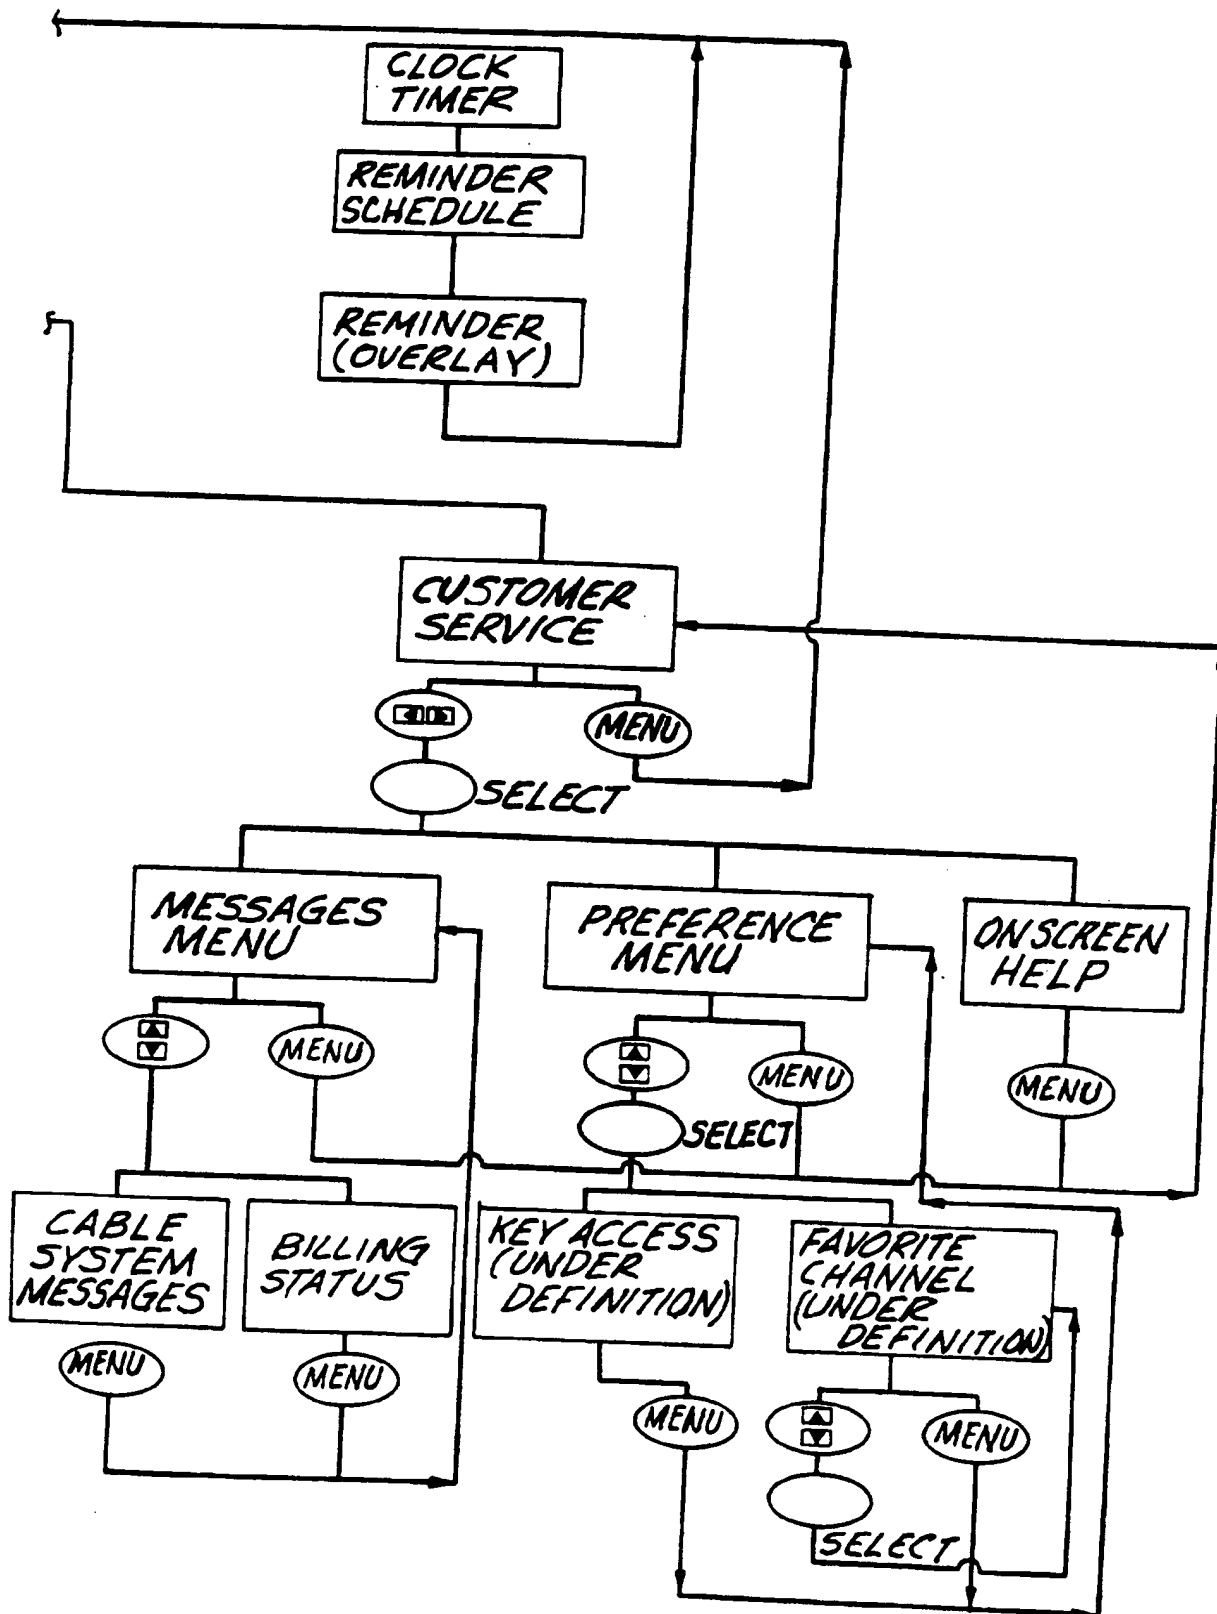 CLOCK
TIMER
REMINDER
SCHEDULE
REMINDER
(OVERLAY)
CUSTOMER
SERVICE
MENU
SELECT
MESSAGES
MENU
PREFERENCE
MENU
ON SCREEN
HELP
MENU
MENU
MENU
SELECT
CABLE
SYSTEM
MESSAGES
BILLING
STATUS
KEY ACCESS
(UNDER
DEFINITION)
FAVORITE
CHANNEL
(UNDER
DEFINITION)
MENU
MENU
MENU
MENU
SELECT